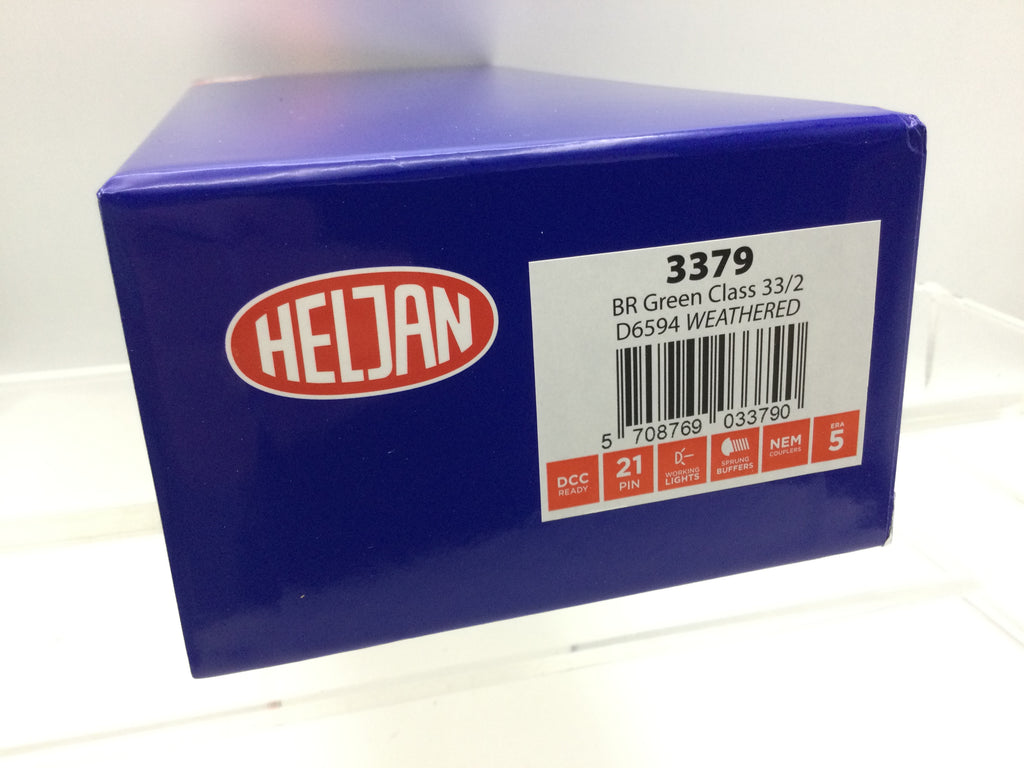 HELJAN
3379
BR Green Class 33/2
D6594 WEATHERED
5 708769 033790
DCC
READY
21
PIN
WORKING
LIGHTS
SPRUNG
BUFFERS
NEM
COUPLERS
ERA
5